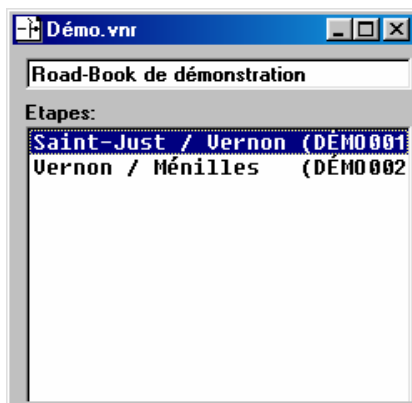 Démo.vnr
Road-Book de démonstration
Etapes:
Saint-Just / Vernon (DÉMO001
Vernon / Ménilles (DÉMO002